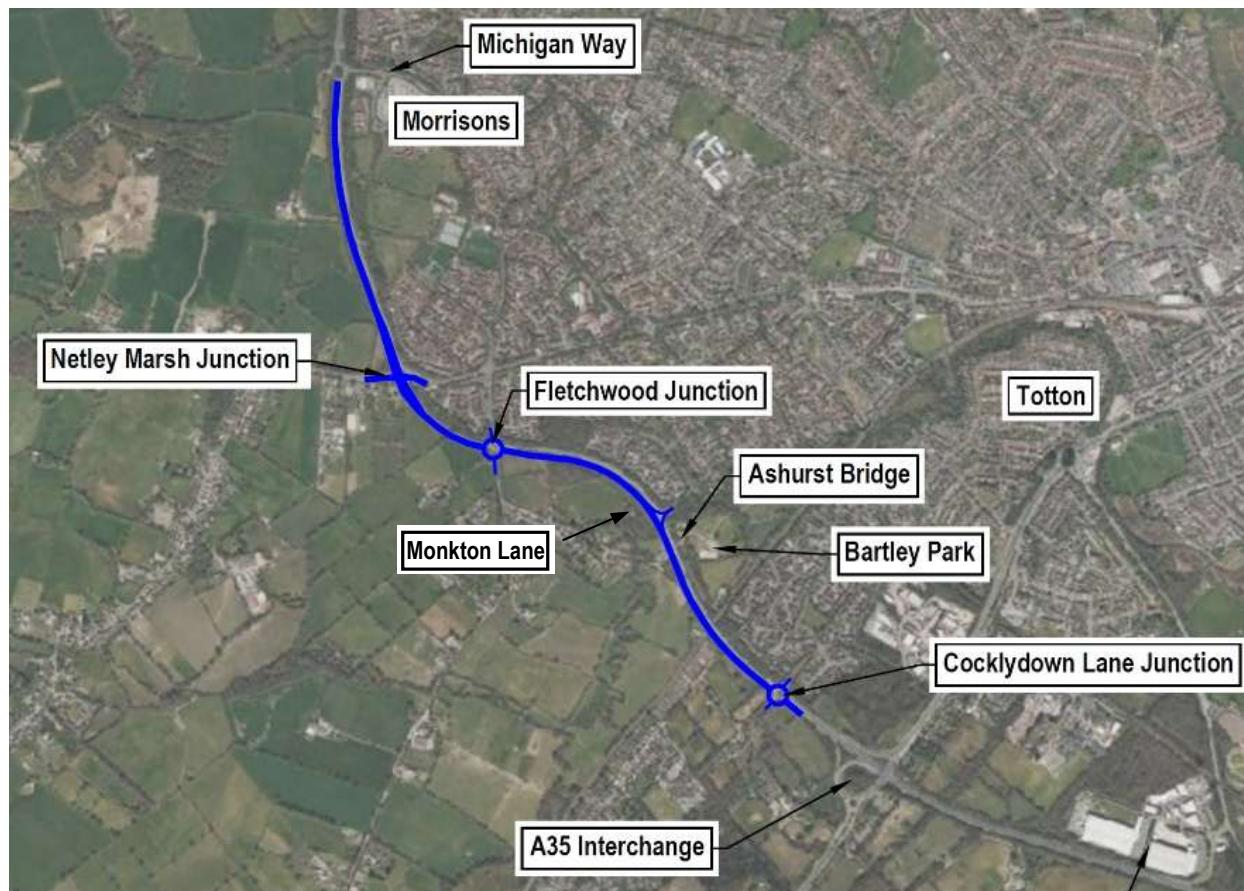 Michigan Way
Morrisons
Netley Marsh Junction
Fletchwood Junction
Totton
Ashurst Bridge
Monkton Lane
Bartley Park
Cocklydown Lane Junction
A35 Interchange